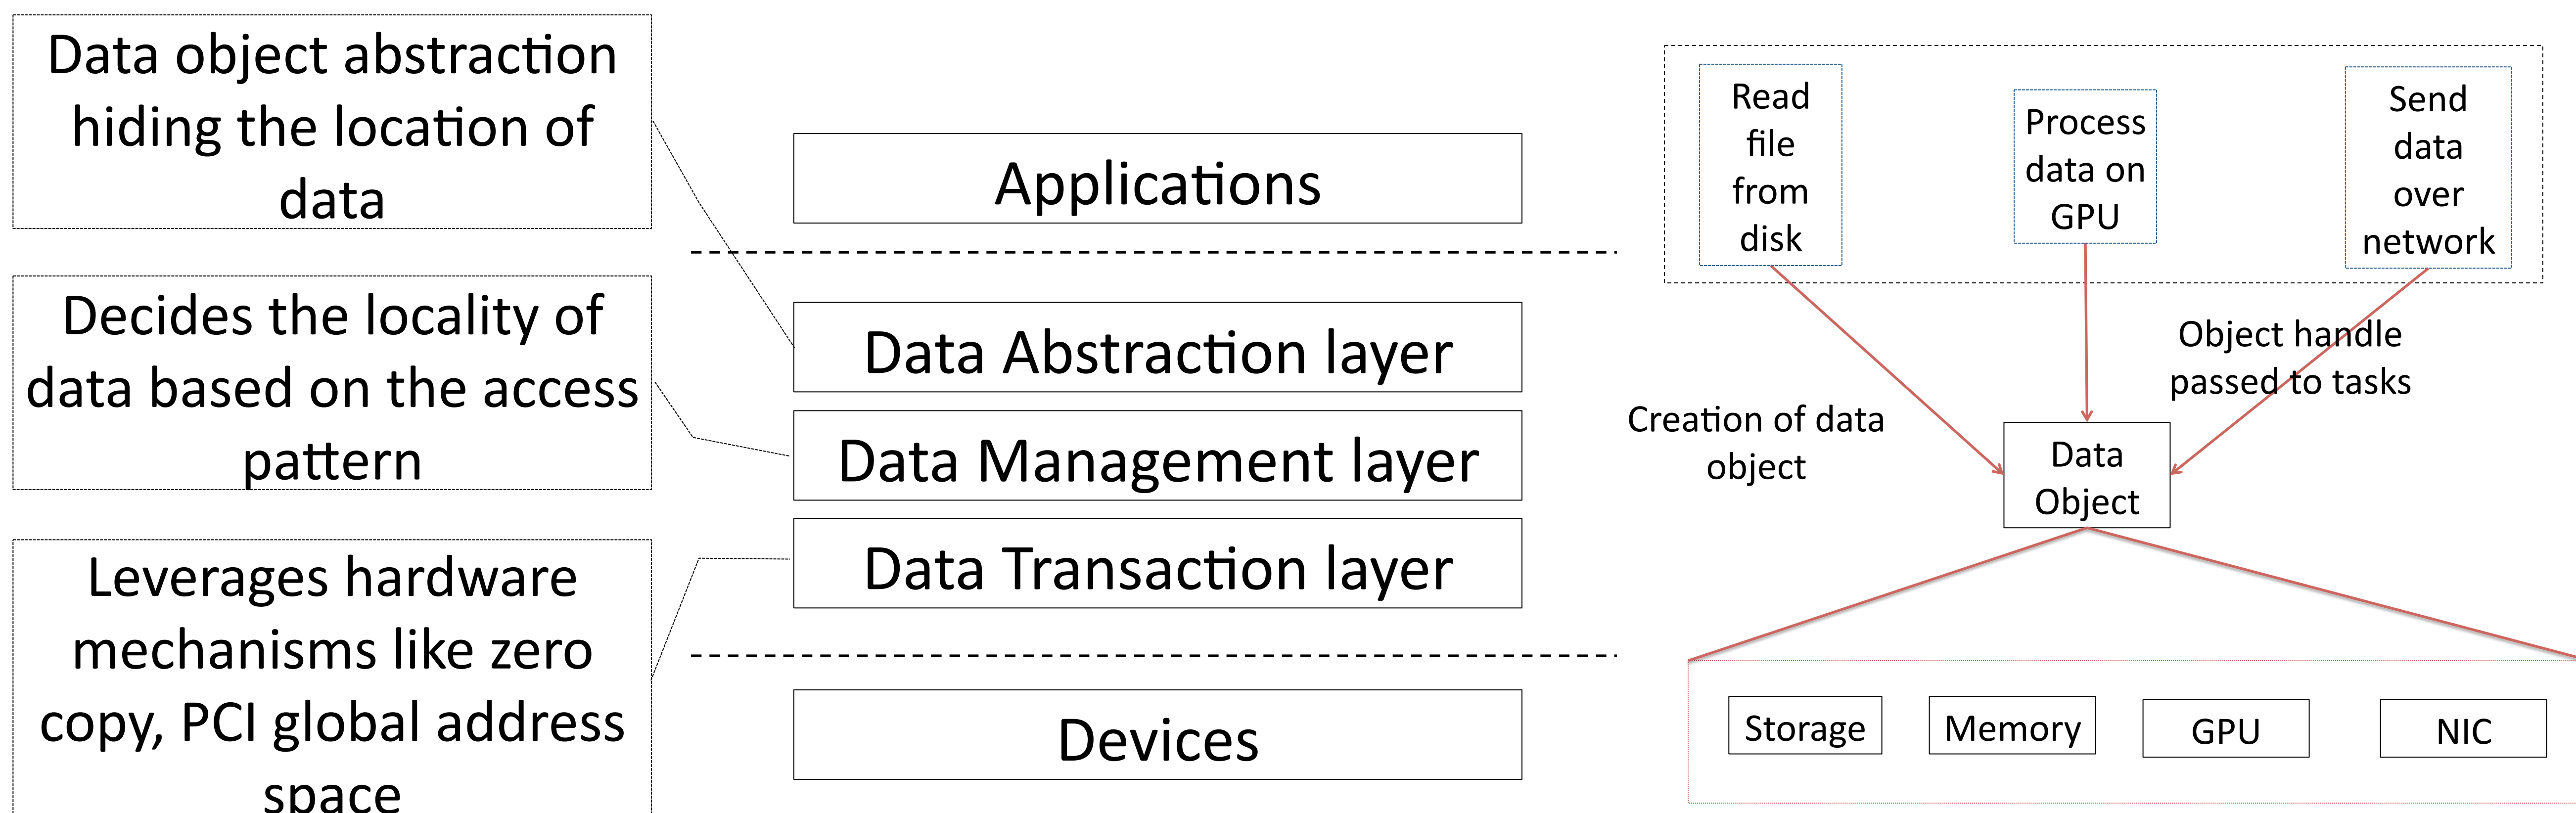 Data object abstraction
hiding the location of
data
Decides the locality of
data based on the access
pattern
Leverages hardware
mechanisms like zero
copy, PCI global address
space
Applications
Data Abstraction layer
Data Management layer
Data Transaction layer
Devices
Read
file
from
disk
Process
data on
GPU
Send
data
over
network
Creation of data
object
Object handle
passed to tasks
Data
Object
Storage
Memory
GPU
NIC